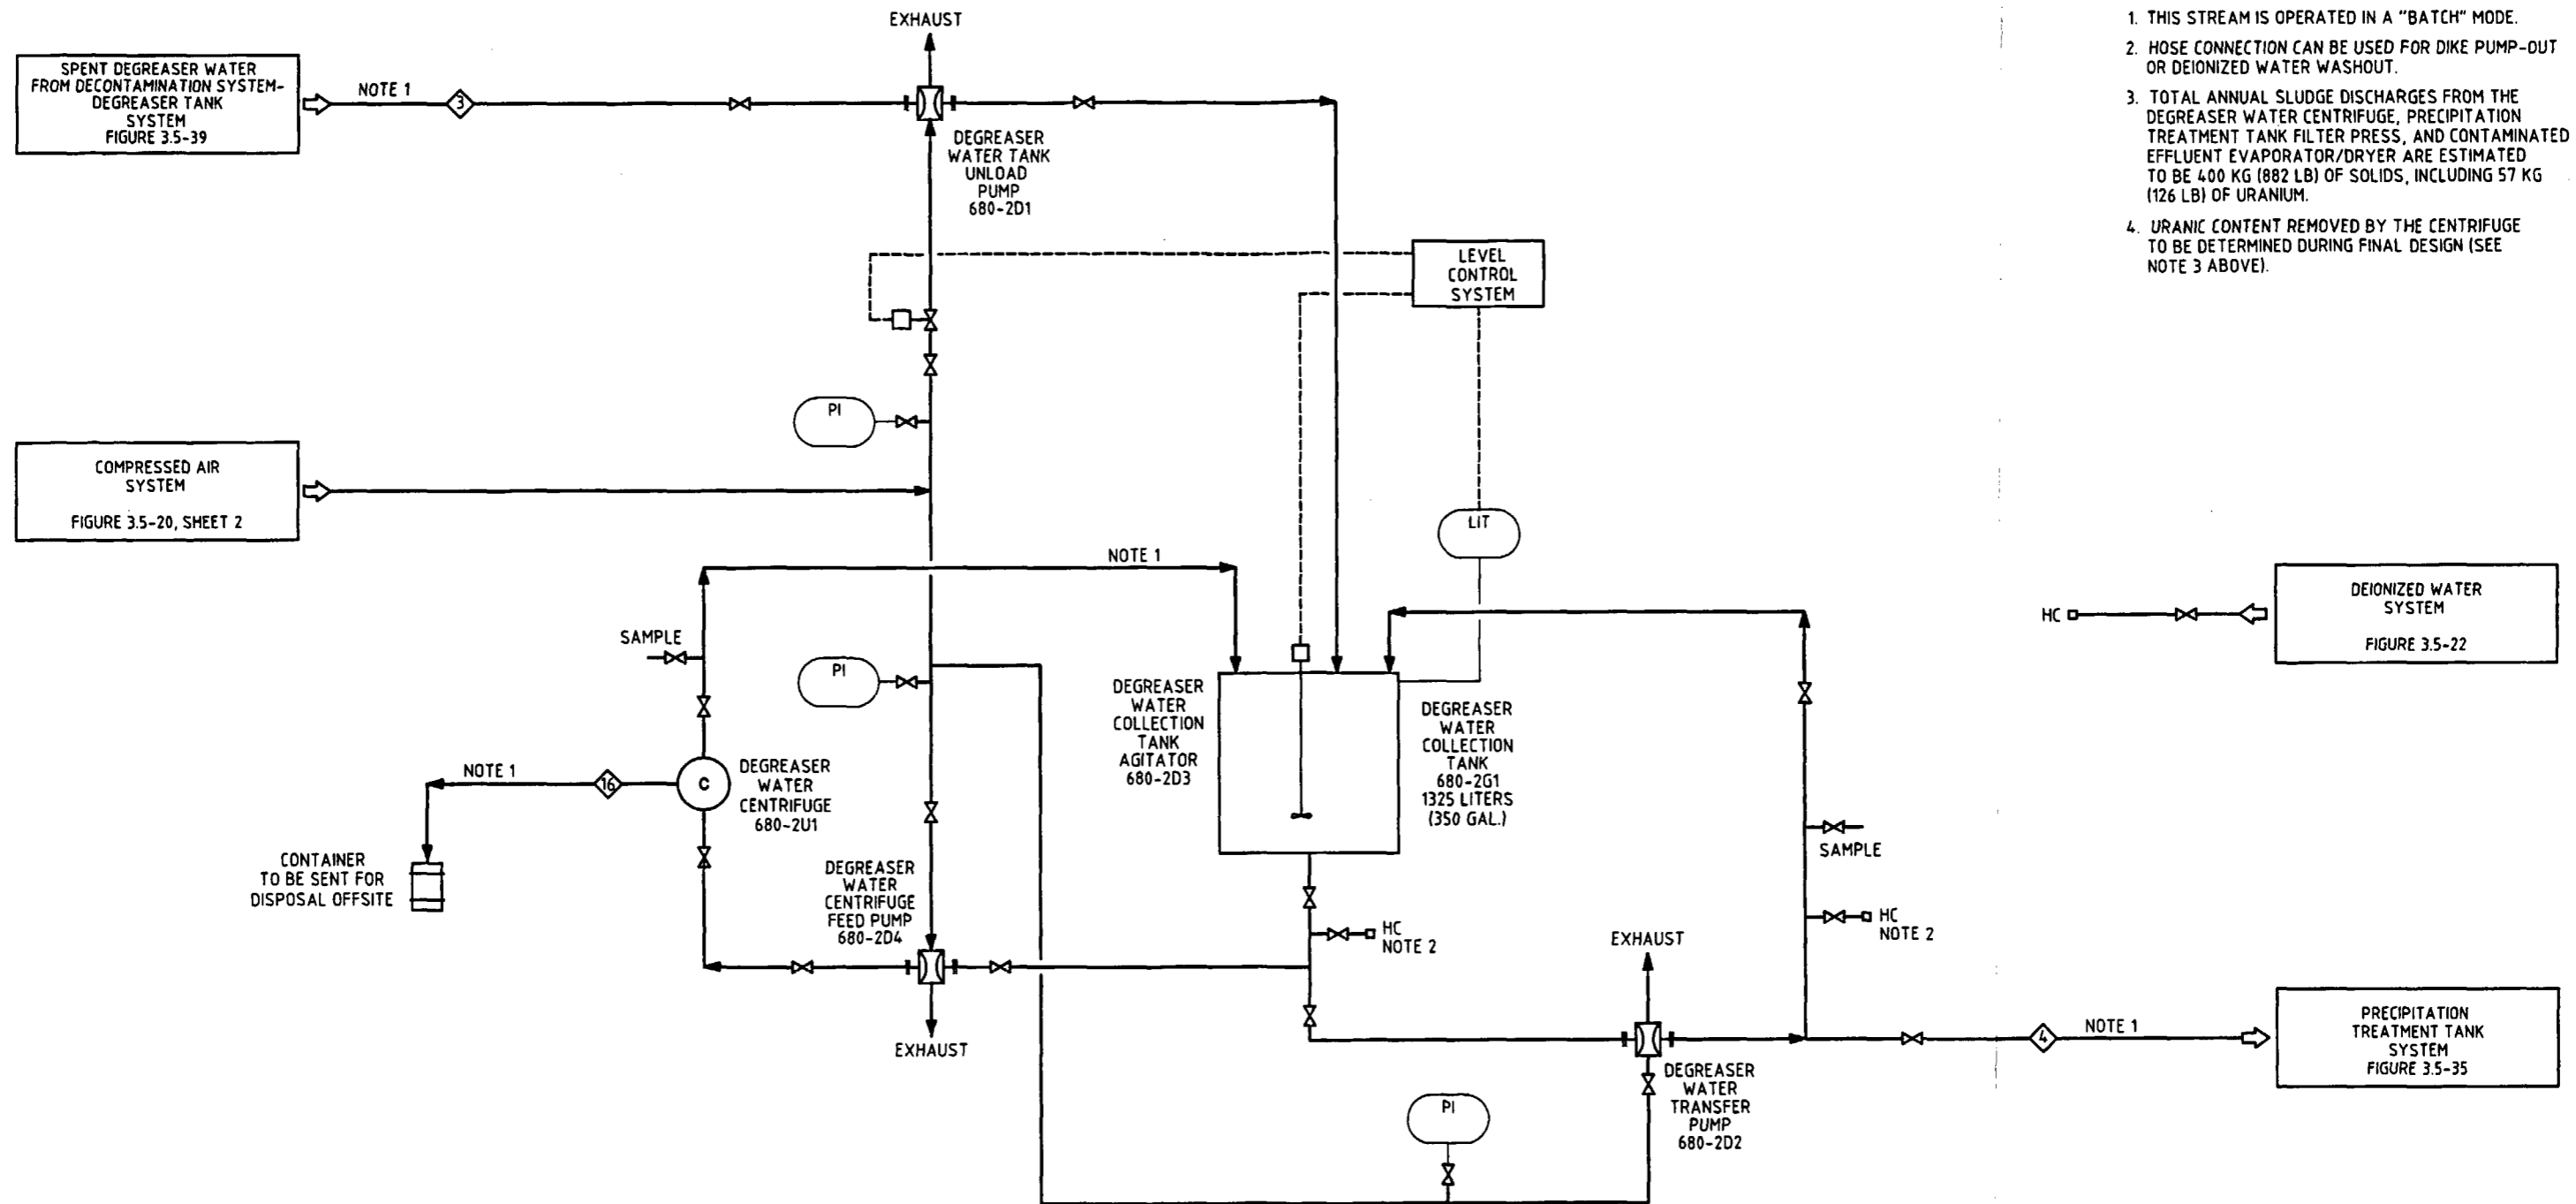 EXHAUST
SPENT DEGREASER WATER
FROM DECONTAMINATION SYSTEM-
DEGREASER TANK
SYSTEM
FIGURE 3.5-39
NOTE 1
3
DEGREASER
WATER TANK
UNLOAD
PUMP
680-2D1
1. THIS STREAM IS OPERATED IN A "BATCH" MODE.
2. HOSE CONNECTION CAN BE USED FOR DIKE PUMP-OUT
OR DEIONIZED WATER WASHOUT.
3. TOTAL ANNUAL SLUDGE DISCHARGES FROM THE
DEGREASER WATER CENTRIFUGE, PRECIPITATION
TREATMENT TANK FILTER PRESS, AND CONTAMINATED
EFFLUENT EVAPORATOR/DRYER ARE ESTIMATED
TO BE 400 KG (882 LB) OF SOLIDS, INCLUDING 57 KG
(126 LB) OF URANIUM.
4. URANIC CONTENT REMOVED BY THE CENTRIFUGE
TO BE DETERMINED DURING FINAL DESIGN (SEE
NOTE 3 ABOVE).
LEVEL
CONTROL
SYSTEM
PI
COMPRESSED AIR
SYSTEM
FIGURE 3.5-20, SHEET 2
LIT
NOTE 1
DEIONIZED WATER
SYSTEM
FIGURE 3.5-22
HC
SAMPLE
PI
DEGREASER
WATER
COLLECTION
TANK
AGITATOR
680-2D3
DEGREASER
WATER
COLLECTION
TANK
680-2G1
1325 LITERS
(350 GAL.)
NOTE 1
16
C
DEGREASER
WATER
CENTRIFUGE
680-2U1
CONTAINER
TO BE SENT FOR
DISPOSAL OFFSITE
DEGREASER
WATER
CENTRIFUGE
FEED PUMP
680-2D4
EXHAUST
HC
NOTE 2
SAMPLE
HC
NOTE 2
EXHAUST
DEGREASER
WATER
TRANSFER
PUMP
680-2D2
PI
4
NOTE 1
PRECIPITATION
TREATMENT TANK
SYSTEM
FIGURE 3.5-35